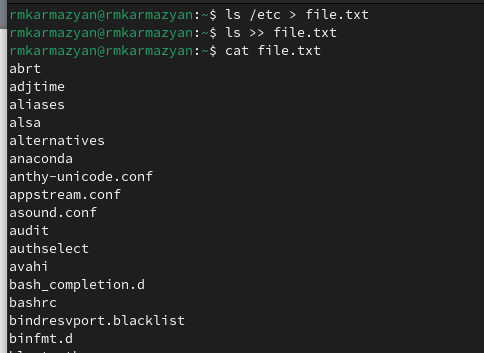 rmkarmazyan@rmkarmazyan:~$ ls /etc > file.txt
rmkarmazyan@rmkarmazyan:~$ ls >> file.txt
rmkarmazyan@rmkarmazyan:~$ cat file.txt
abrt
adjtime
aliases
alsa
alternatives
anaconda
anthy-unicode.conf
appstream.conf
asound.conf
audit
authselect
avahi
bash_completion.d
bashrc
bindresvport.blacklist
binfmt.d